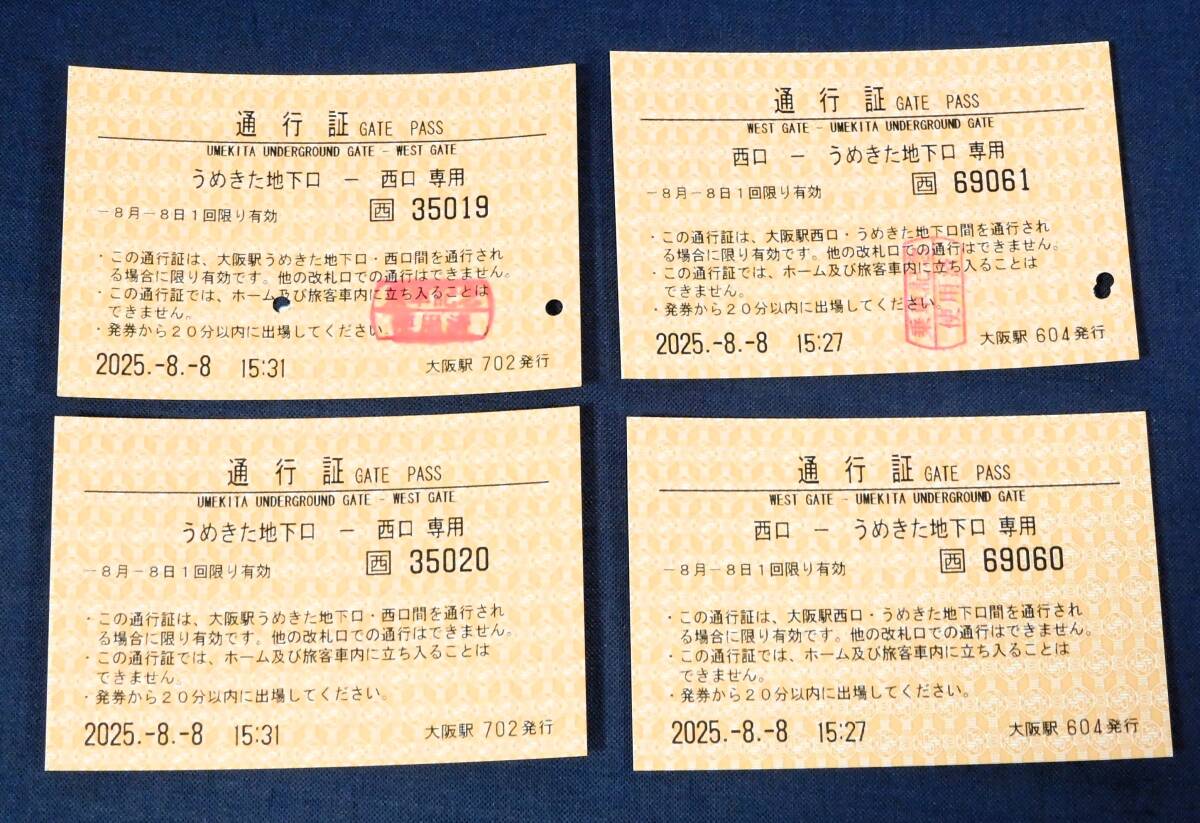 通行証 GATE PASS
UMEKITA UNDERGROUND GATE - WEST GATE
うめきた地下口 － 西口 専用
－8月－8日1回限り有効 西 35019
・この通行証は、大阪駅うめきた地下口・西口間を通行され
る場合に限り有効です。他の改札口での通行はできません。
・この通行証では、ホーム及び旅客車内に立ち入ることは
できません。
・発券から20分以内に出場してください。
2025.-8.-8 15:31 大阪駅 702発行
通行証 GATE PASS
WEST GATE - UMEKITA UNDERGROUND GATE
西口 － うめきた地下口 専用
－8月－8日1回限り有効 西 69061
・この通行証は、大阪駅西口・うめきた地下口間を通行され
る場合に限り有効です。他の改札口での通行はできません。
・この通行証では、ホーム及び旅客車内に立ち入ることは
できません。
・発券から20分以内に出場してください。
使用
2025.-8.-8 15:27 大阪駅 604発行
通行証 GATE PASS
UMEKITA UNDERGROUND GATE - WEST GATE
うめきた地下口 － 西口 専用
－8月－8日1回限り有効 西 35020
・この通行証は、大阪駅うめきた地下口・西口間を通行され
る場合に限り有効です。他の改札口での通行はできません。
・この通行証では、ホーム及び旅客車内に立ち入ることは
できません。
・発券から20分以内に出場してください。
2025.-8.-8 15:31 大阪駅 702発行
通行証 GATE PASS
WEST GATE - UMEKITA UNDERGROUND GATE
西口 － うめきた地下口 専用
－8月－8日1回限り有効 西 69060
・この通行証は、大阪駅西口・うめきた地下口間を通行され
る場合に限り有効です。他の改札口での通行はできません。
・この通行証では、ホーム及び旅客車内に立ち入ることは
できません。
・発券から20分以内に出場してください。
2025.-8.-8 15:27 大阪駅 604発行